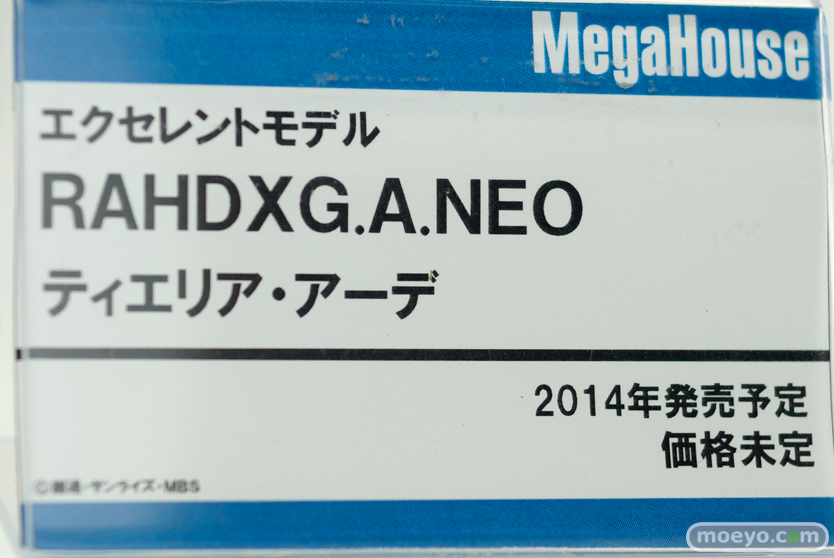 MegaHouse
エクセレントモデル
RAHDXG.A.NEO
ティエリア・アーデ
2014年発売予定
価格未定
©創通・サンライズ・MBS
moeyo.com